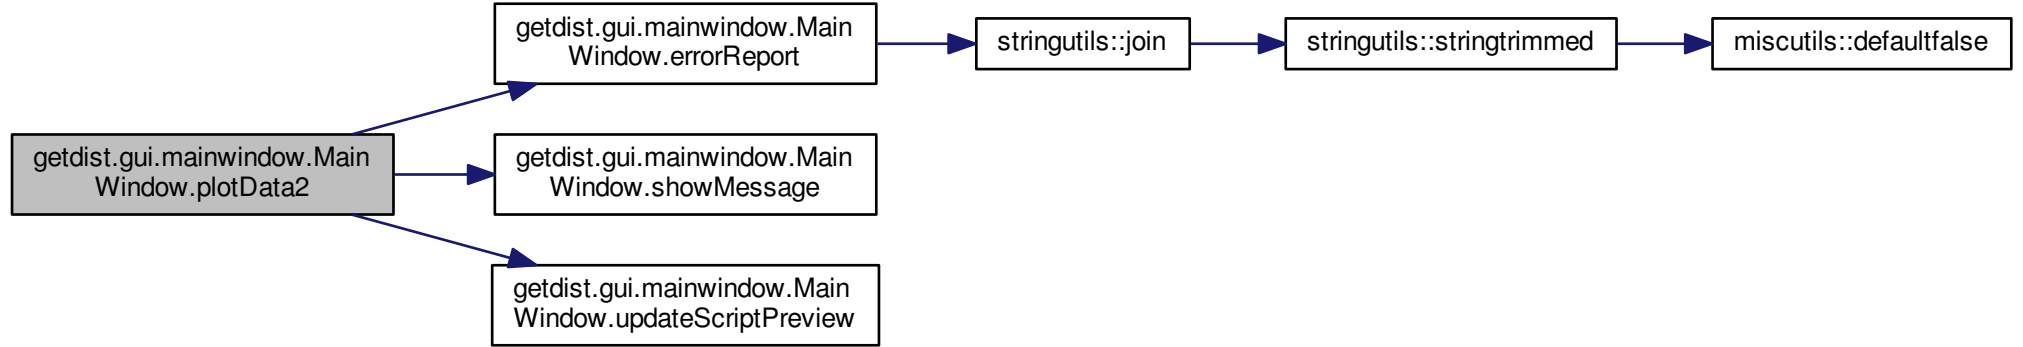 getdist.gui.mainwindow.Main
Window.plotData2
getdist.gui.mainwindow.Main
Window.errorReport
stringutils::join
stringutils::stringtrimmed
miscutils::defaultfalse
getdist.gui.mainwindow.Main
Window.showMessage
getdist.gui.mainwindow.Main
Window.updateScriptPreview